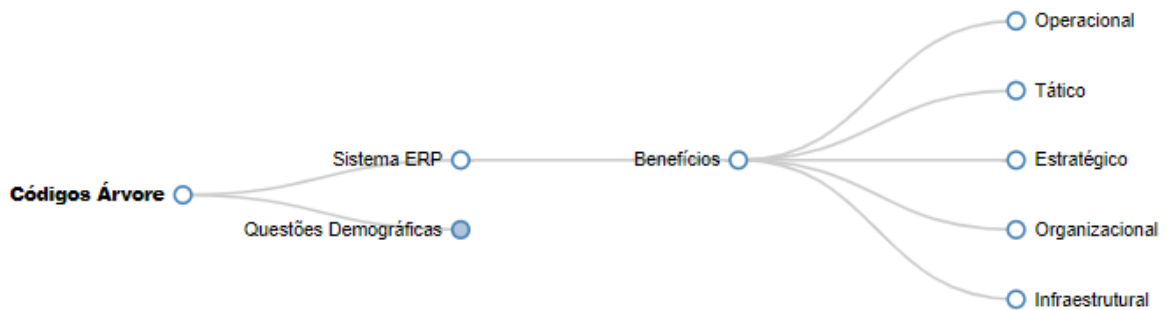 Códigos Árvore
Sistema ERP
Questões Demográficas
Benefícios
Operacional
Tático
Estratégico
Organizacional
Infraestrutural